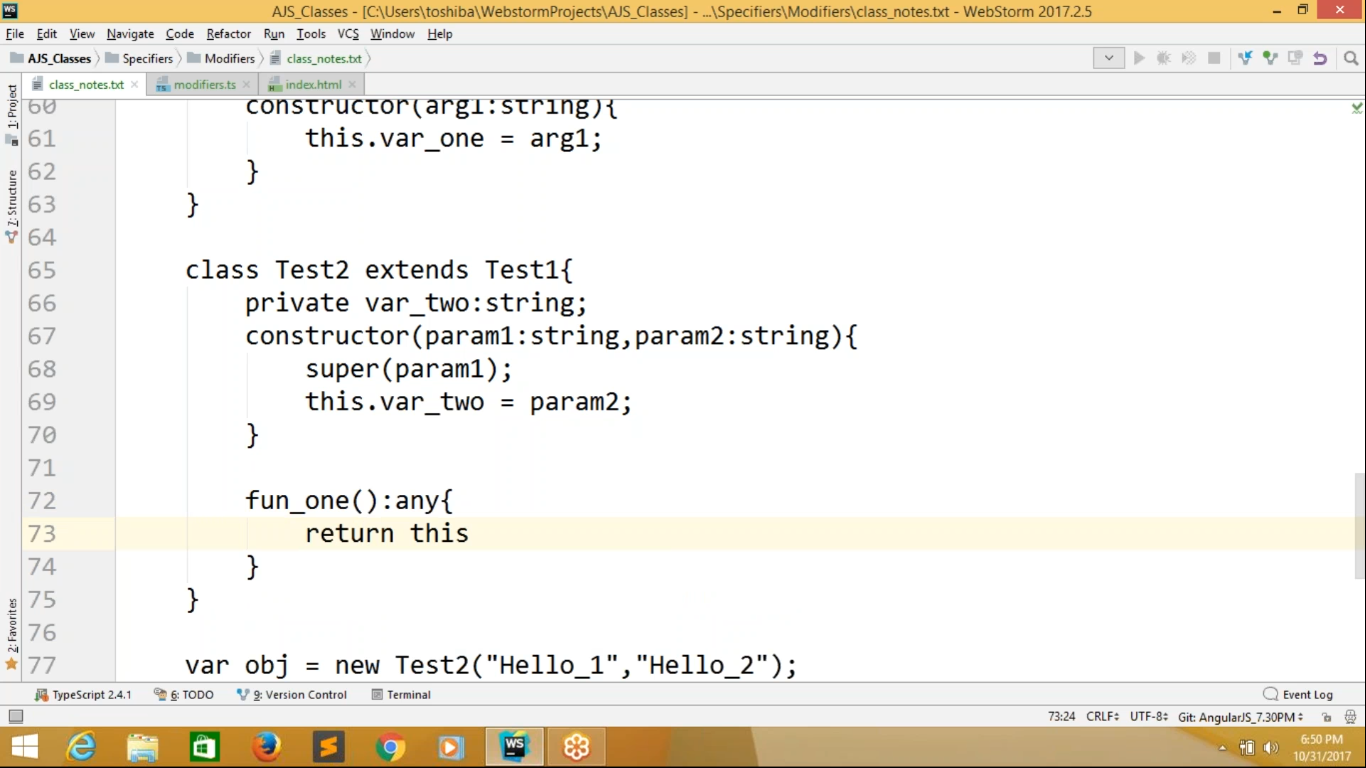 AJS_Classes - [C:\Users\toshiba\WebstormProjects\AJS_Classes] - ...\Specifiers\Modifiers\class_notes.txt - WebStorm 2017.2.5
File Edit View Navigate Code Refactor Run Tools VCS Window Help
AJS_Classes Specifiers Modifiers class_notes.txt
class_notes.txt modifiers.ts index.html
1: Project
7: Structure
2: Favorites
60 constructor(arg1:string){
61 this.var_one = arg1;
62 }
63 }
64
65 class Test2 extends Test1{
66 private var_two:string;
67 constructor(param1:string,param2:string){
68 super(param1);
69 this.var_two = param2;
70 }
71
72 fun_one():any{
73 return this
74 }
75 }
76
77 var obj = new Test2("Hello_1","Hello_2");
TypeScript 2.4.1 6: TODO 9: Version Control Terminal Event Log
73:24 CRLF UTF-8 Git: AngularJS_7.30PM
WS
6:50 PM
10/31/2017